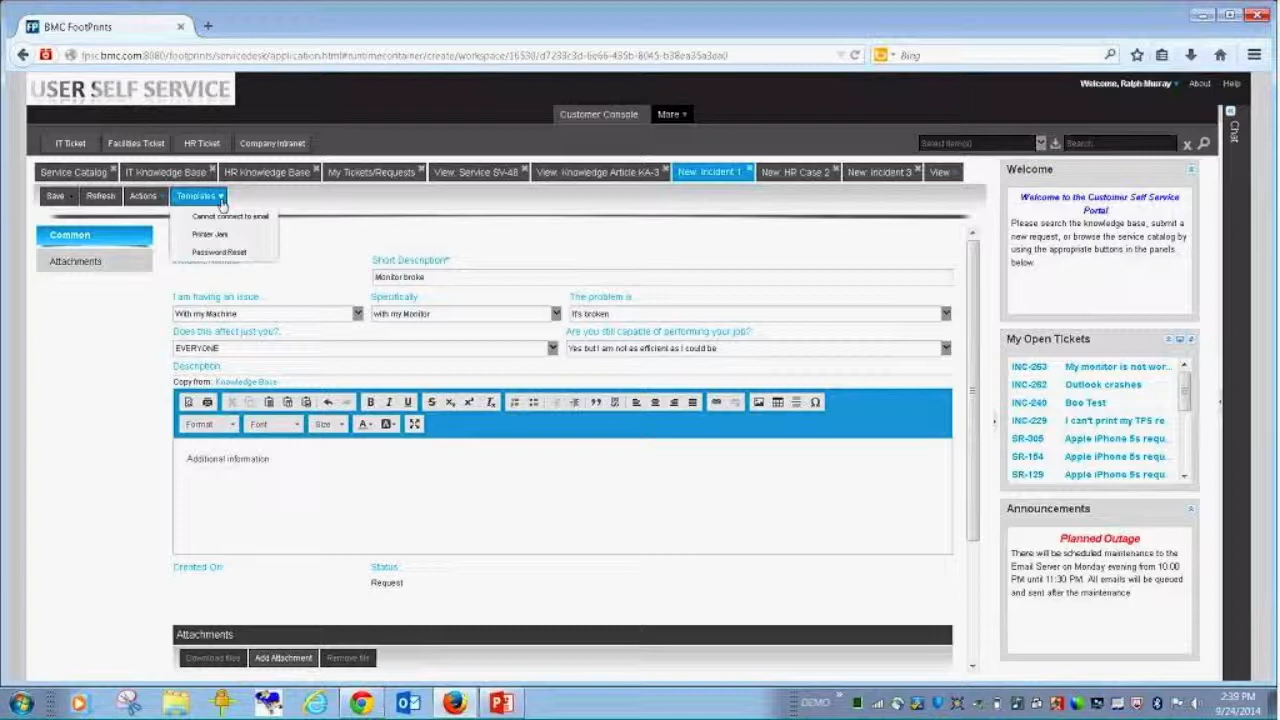 BMC FootPrints
fpsc.bmc.com:8080/footprints/servicedesk/application.html#runtimecontainer/create/workspace/16530/
Bing
USER SELF SERVICE
Welcome, Ralph Murray
About
Help
Customer Console
More
IT Ticket
Facilities Ticket
HR Ticket
Company Intranet
Select Item(s)
Search
Chat
Service Catalog
IT Knowledge Base
HR Knowledge Base
My Tickets/Requests
View: Service SV-48
View: Knowledge Article KA-3
New: Incident 1
New: HR Case 2
New: Incident 3
View
Save
Refresh
Actions
Templates
Cannot connect to email
Printer Jam
Password Reset
Common
Attachments
Short Description*
Monitor broke
I am having an issue...
Specifically
The problem is
With my Machine
with my Monitor
It's broken
Does this affect just you?
Are you still capable of performing your job?
EVERYONE
Yes but I am not as efficient as I could be
Description
Copy from: Knowledge Base
Format
Font
Size
Additional information
Created On:
Status:
Request
Attachments
Download files
Add Attachment
Remove file
Welcome
Welcome to the Customer Self Service
Portal
Please search the knowledge base, submit a
new request, or browse the service catalog by
using the appropriate buttons in the panels
below.
My Open Tickets
INC-263 My monitor is not wor...
INC-262 Outlook crashes
INC-240 Boo Test
INC-229 I can't print my TPS re
SR-305 Apple iPhone 5s requ...
SR-164 Apple iPhone 5s requ...
SR-129 Apple iPhone 5s requ...
Announcements
Planned Outage
There will be scheduled maintenance to the
Email Server on Monday evening from 10:00
PM until 11:30 PM. All emails will be queued
and sent after the maintenance
DEMO
2:39 PM
9/24/2014